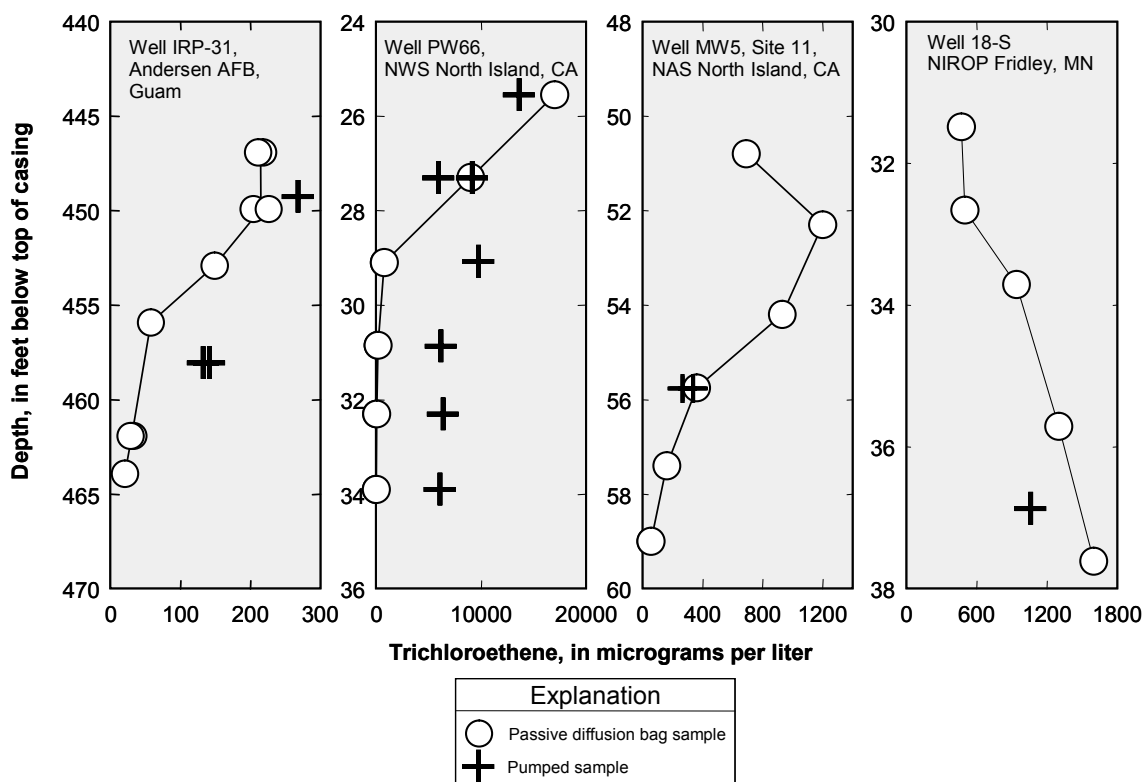 Depth, in feet below top of casing
440
445
450
455
460
465
470
Well IRP-31,
Andersen AFB,
Guam
0 100 200 300
24
26
28
30
32
34
36
Well PW66,
NWS North Island, CA
0 10000 20000
48
50
52
54
56
58
60
Well MW5, Site 11,
NAS North Island, CA
0 400 800 1200
30
32
34
36
38
Well 18-S
NIROP Fridley, MN
0 600 1200 1800
Trichloroethene, in micrograms per liter
Explanation
Passive diffusion bag sample
Pumped sample